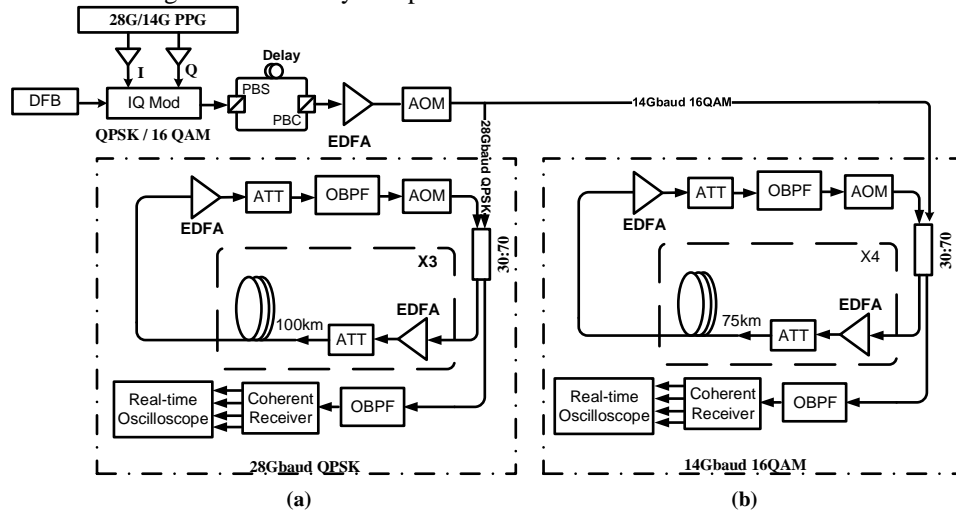 28G/14G PPG
I
Q
Delay
DFB
IQ Mod
PBS
PBC
EDFA
AOM
QPSK / 16 QAM
14Gbaud 16QAM
28Gbaud QPSK
EDFA
ATT
OBPF
AOM
30:70
X3
EDFA
100km
ATT
Real-time
Oscilloscope
Coherent
Receiver
OBPF
28Gbaud QPSK
(a)
EDFA
ATT
OBPF
AOM
30:70
X4
EDFA
75km
ATT
Real-time
Oscilloscope
Coherent
Receiver
OBPF
14Gbaud 16QAM
(b)